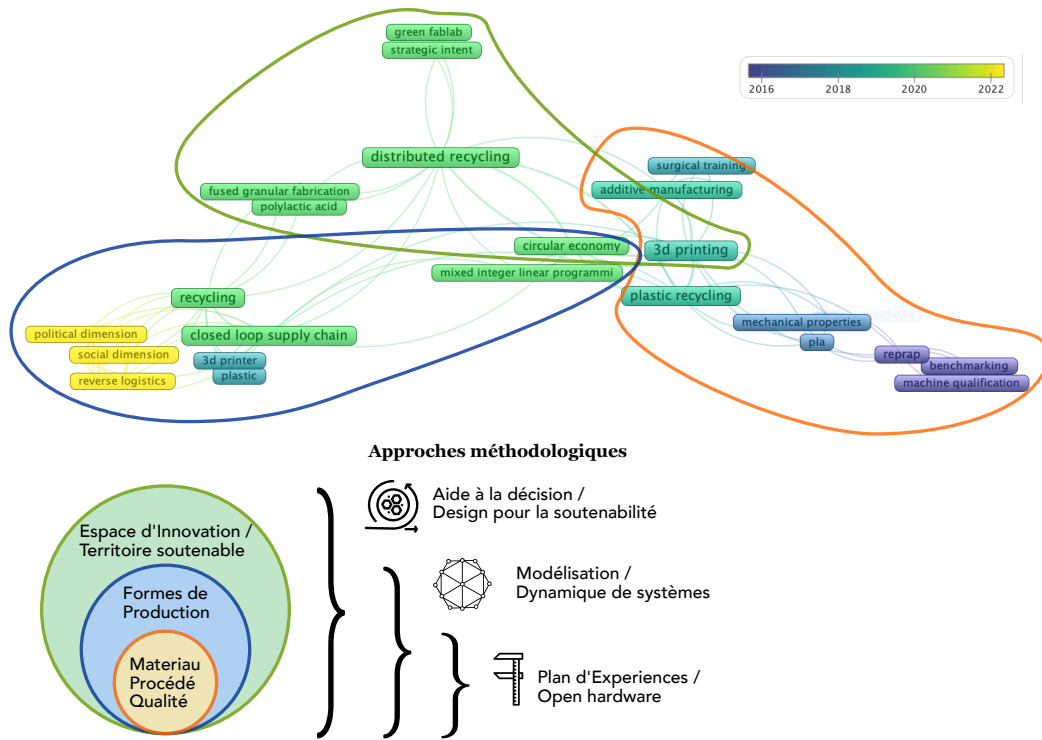 green fablab
strategic intent
2016 2018 2020 2022
distributed recycling
surgical training
fused granular fabrication
additive manufacturing
polylactic acid
circular economy
3d printing
mixed integer linear programmi
recycling
plastic recycling
political dimension
closed loop supply chain
mechanical properties
social dimension
3d printer
pla
reprap
reverse logistics
plastic
benchmarking
machine qualification
Approches méthodologiques
Aide à la décision /
Design pour la soutenabilité
Espace d'Innovation /
Territoire soutenable
Modélisation /
Dynamique de systèmes
Formes de
Production
Materiau
Procédé
Qualité
Plan d'Experiences /
Open hardware